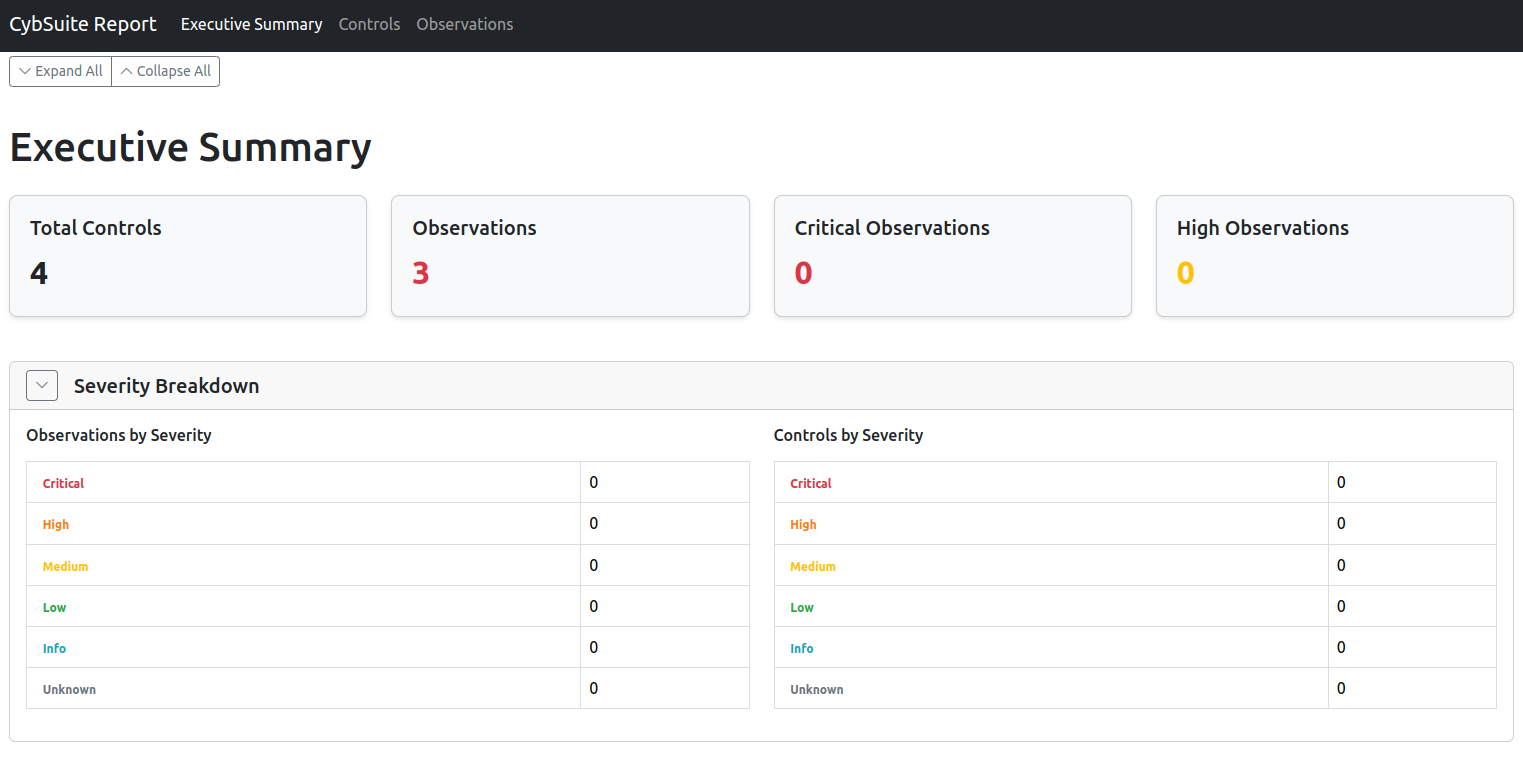 CybSuite Report Executive Summary Controls Observations
Expand All Collapse All
Executive Summary
Total Controls
4
Observations
3
Critical Observations
0
High Observations
0
Severity Breakdown
Observations by Severity
Critical 0
High 0
Medium 0
Low 0
Info 0
Unknown 0
Controls by Severity
Critical 0
High 0
Medium 0
Low 0
Info 0
Unknown 0